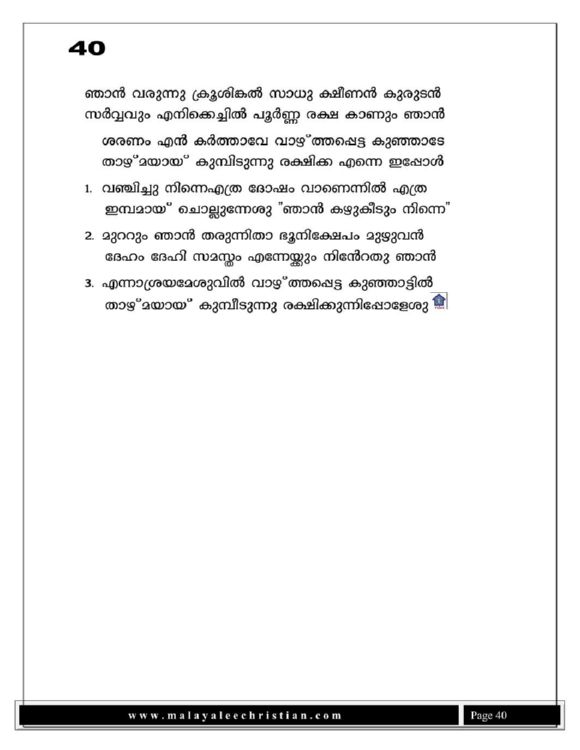 40
ഞാൻ വരുന്നു ക്രൂശിങ്കൽ സാധു ക്ഷീണൻ കുരുടൻ
സർവ്വവും എനിക്കെച്ചിൽ പൂർണ്ണ രക്ഷ കാണും ഞാൻ
ശരണം എൻ കർത്താവേ വാഴ്ത്തപ്പെട്ട കുഞ്ഞാടേ
താഴ്മയായ് കുമ്പിടുന്നു രക്ഷിക്ക എന്നെ ഇപ്പോൾ
1. വഞ്ചിച്ചു നിന്നെഎത്ര ദോഷം വാണെന്നിൽ എത്ര
ഇമ്പമായ് ചൊല്ലുന്നേശു "ഞാൻ കഴുകീടും നിന്നെ"
2. മുററും ഞാൻ തരുന്നിതാ ഭൂനിക്ഷേപം മുഴുവൻ
ദേഹം ദേഹി സമസ്തം എന്നേയ്ക്കും നിൻേറതു ഞാൻ
3. എന്നാശ്രയമേശുവിൽ വാഴ്ത്തപ്പെട്ട കുഞ്ഞാട്ടിൽ
താഴ്മയായ് കുമ്പീടുന്നു രക്ഷിക്കുന്നിപ്പോളേശു
www.malayaleechristian.com
Page 40